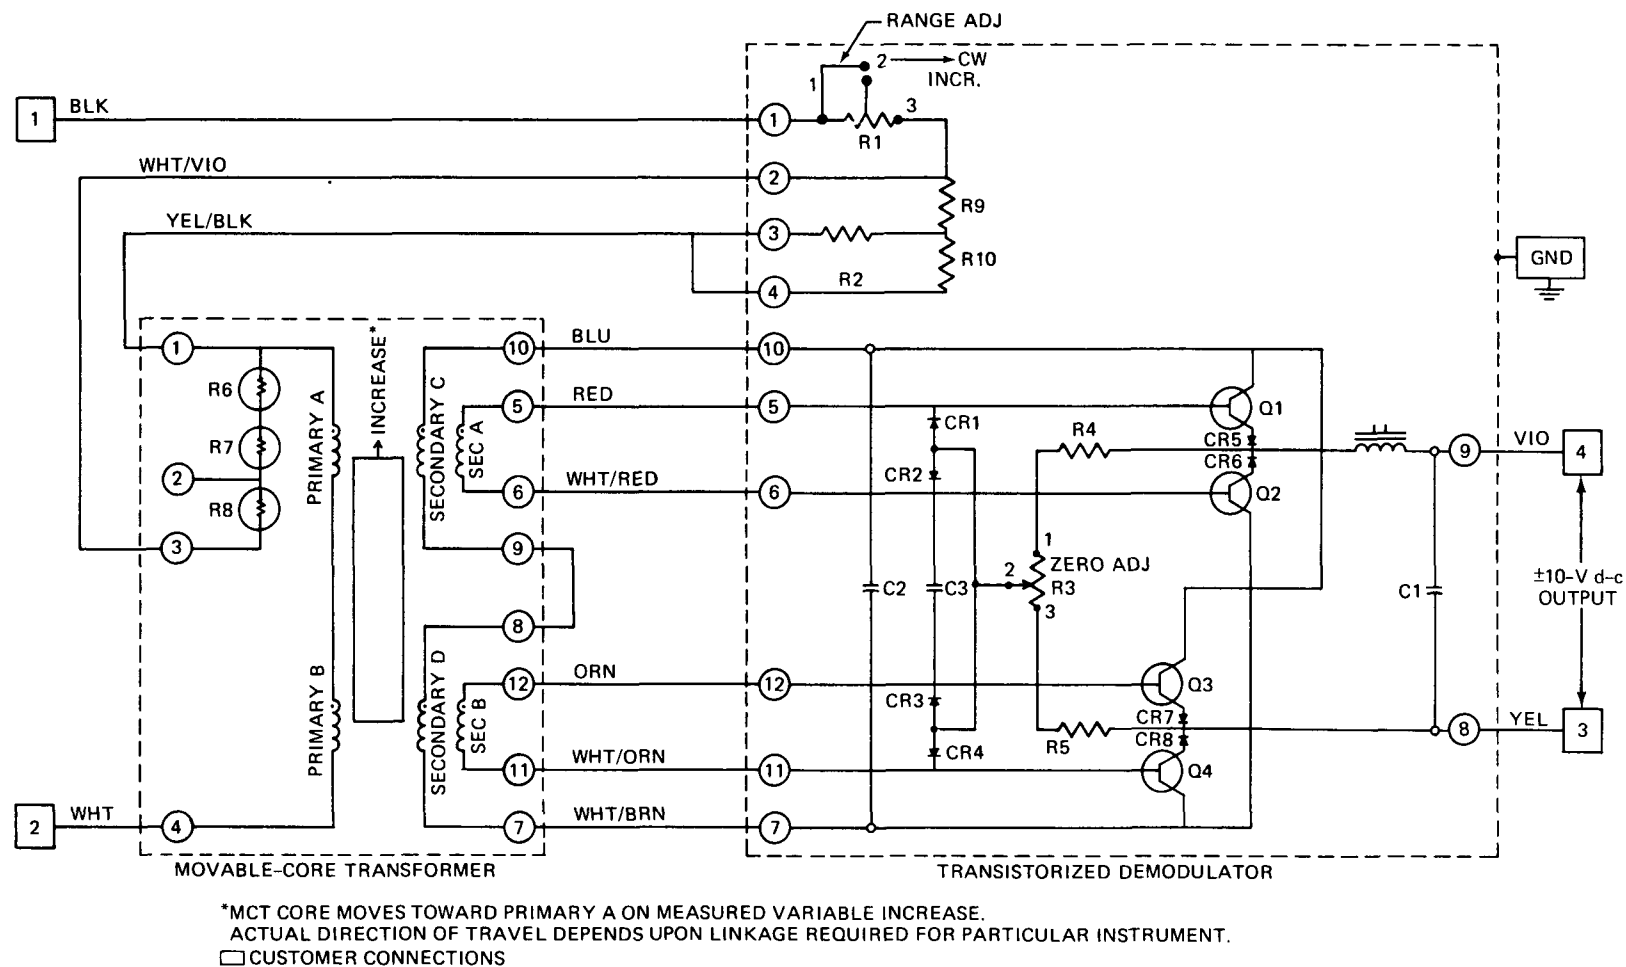 RANGE ADJ
2 CW
INCR.
1
3
1 BLK
1
R1
WHT/VIO
2
R9
YEL/BLK
3
R10
GND
R2
4
1
R6
R7
2
R8
3
PRIMARY A
PRIMARY B
INCREASE*
SECONDARY C
SEC A
SECONDARY D
SEC B
10 BLU 10
5 RED 5
6 WHT/RED 6
9
8
12 ORN 12
11 WHT/ORN 11
7 WHT/BRN 7
2 WHT 4
CR1
CR2
R4
Q1
CR5
CR6
Q2
9 VIO 4
1
2
ZERO ADJ
R3
3
C2
C3
C1
±10-V d-c
OUTPUT
Q3
CR3
CR7
R5
CR8
CR4
Q4
8 YEL 3
MOVABLE-CORE TRANSFORMER
TRANSISTORIZED DEMODULATOR
*MCT CORE MOVES TOWARD PRIMARY A ON MEASURED VARIABLE INCREASE.
ACTUAL DIRECTION OF TRAVEL DEPENDS UPON LINKAGE REQUIRED FOR PARTICULAR INSTRUMENT.
CUSTOMER CONNECTIONS